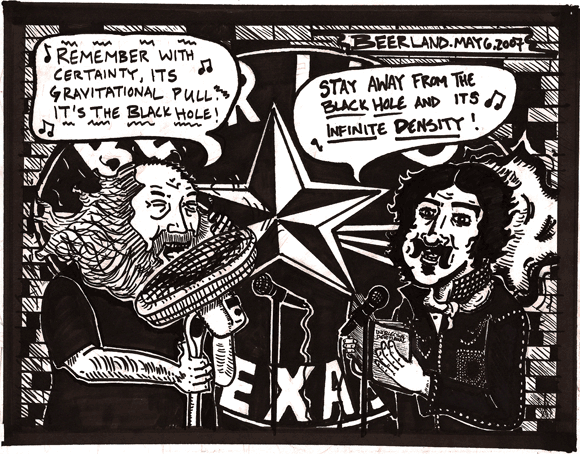 BEERLAND. MAY 6, 2007
REMEMBER WITH
CERTAINTY, ITS
GRAVITATIONAL PULL.
IT'S THE BLACK HOLE!
STAY AWAY FROM THE
BLACK HOLE AND ITS
INFINITE DENSITY!
EXA